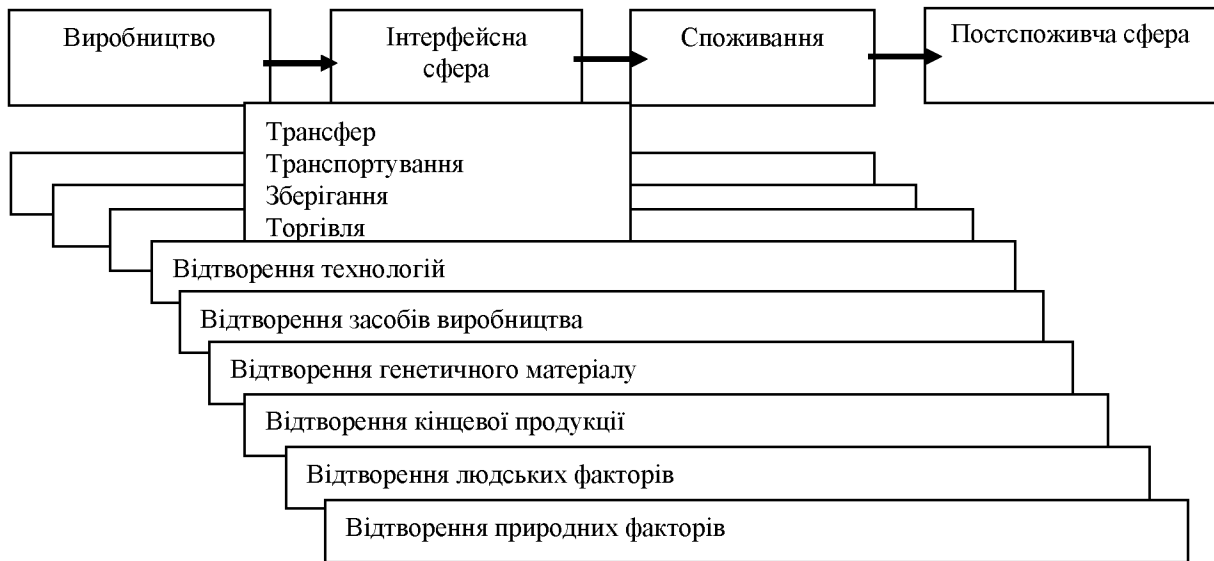 Виробництво
Інтерфейсна
сфера
Споживання
Постспоживча сфера
Трансфер
Транспортування
Зберігання
Торгівля
Відтворення технологій
Відтворення засобів виробництва
Відтворення генетичного матеріалу
Відтворення кінцевої продукції
Відтворення людських факторів
Відтворення природних факторів